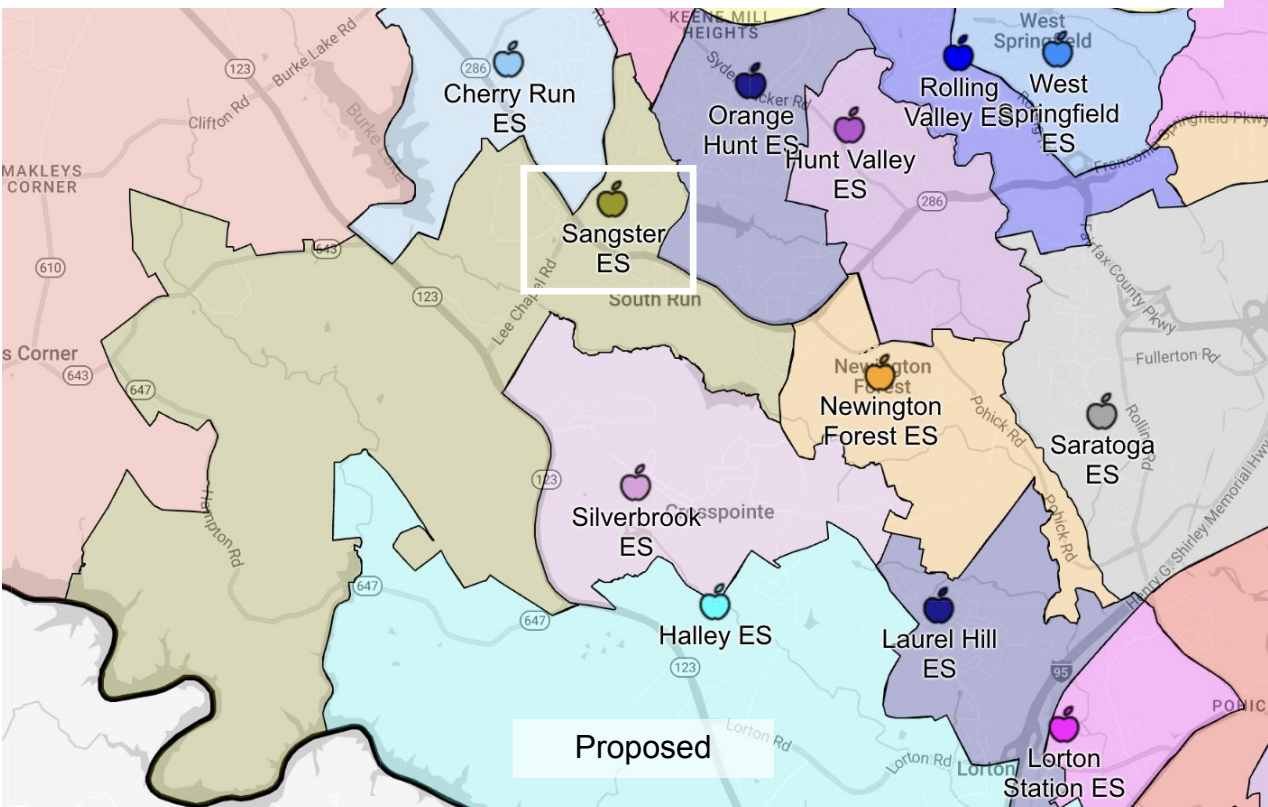 KEENE MILL
HEIGHTS
West
Springfield
Rd
286
Burke Lake Rd
123
Cherry Run
ES
Rolling
Valley ES
West
Springfield
ES
Orange
Hunt ES
Clifton Rd
Hunt Valley
ES
Springfield Pkwy
MAKLEYS
CORNER
286
Sangster
ES
643
610
Fairfax County Pkwy
123
Lee Chapel Rd
South Run
s Corner
643
Fullerton Rd
647
Newington
Forest
Newington
Forest ES
Pohick Rd
Saratoga
ES
123
Silverbrook
ES
Crosspointe
Hampton Rd
Pohick Rd
Henry G. Shirley Memorial Hwy
647
647
Halley ES
Laurel Hill
ES
123
95
POHIC
Proposed
Lorton Rd
Lorton Rd
Lorton
Lorton
Station ES